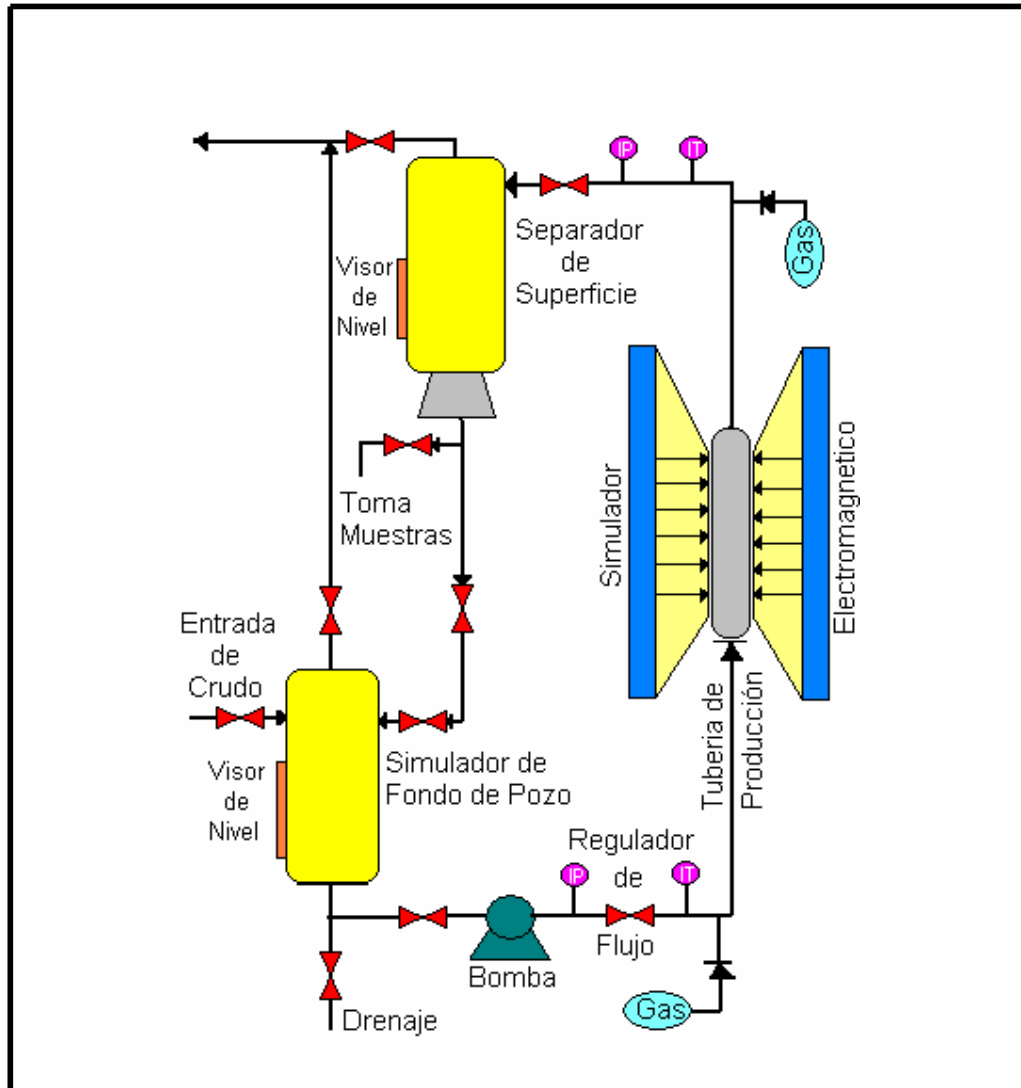 IP
IT
Gas
Separador
de
Superficie
Visor
de
Nivel
Toma
Muestras
Simulador
Electromagnetico
Entrada
de
Crudo
Visor
de
Nivel
Simulador de
Fondo de Pozo
Tuberia de
Producción
Regulador
de
Flujo
IP
IT
Bomba
Gas
Drenaje